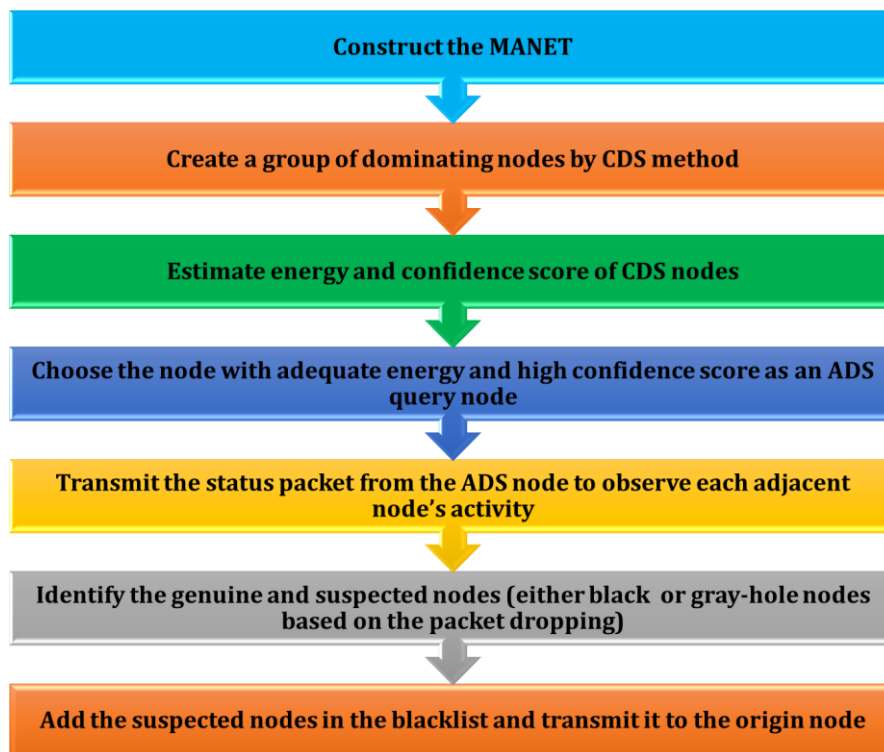 Construct the MANET
Create a group of dominating nodes by CDS method
Estimate energy and confidence score of CDS nodes
Choose the node with adequate energy and high confidence score as an ADS
query node
Transmit the status packet from the ADS node to observe each adjacent
node's activity
Identify the genuine and suspected nodes (either black or gray-hole nodes
based on the packet dropping)
Add the suspected nodes in the blacklist and transmit it to the origin node